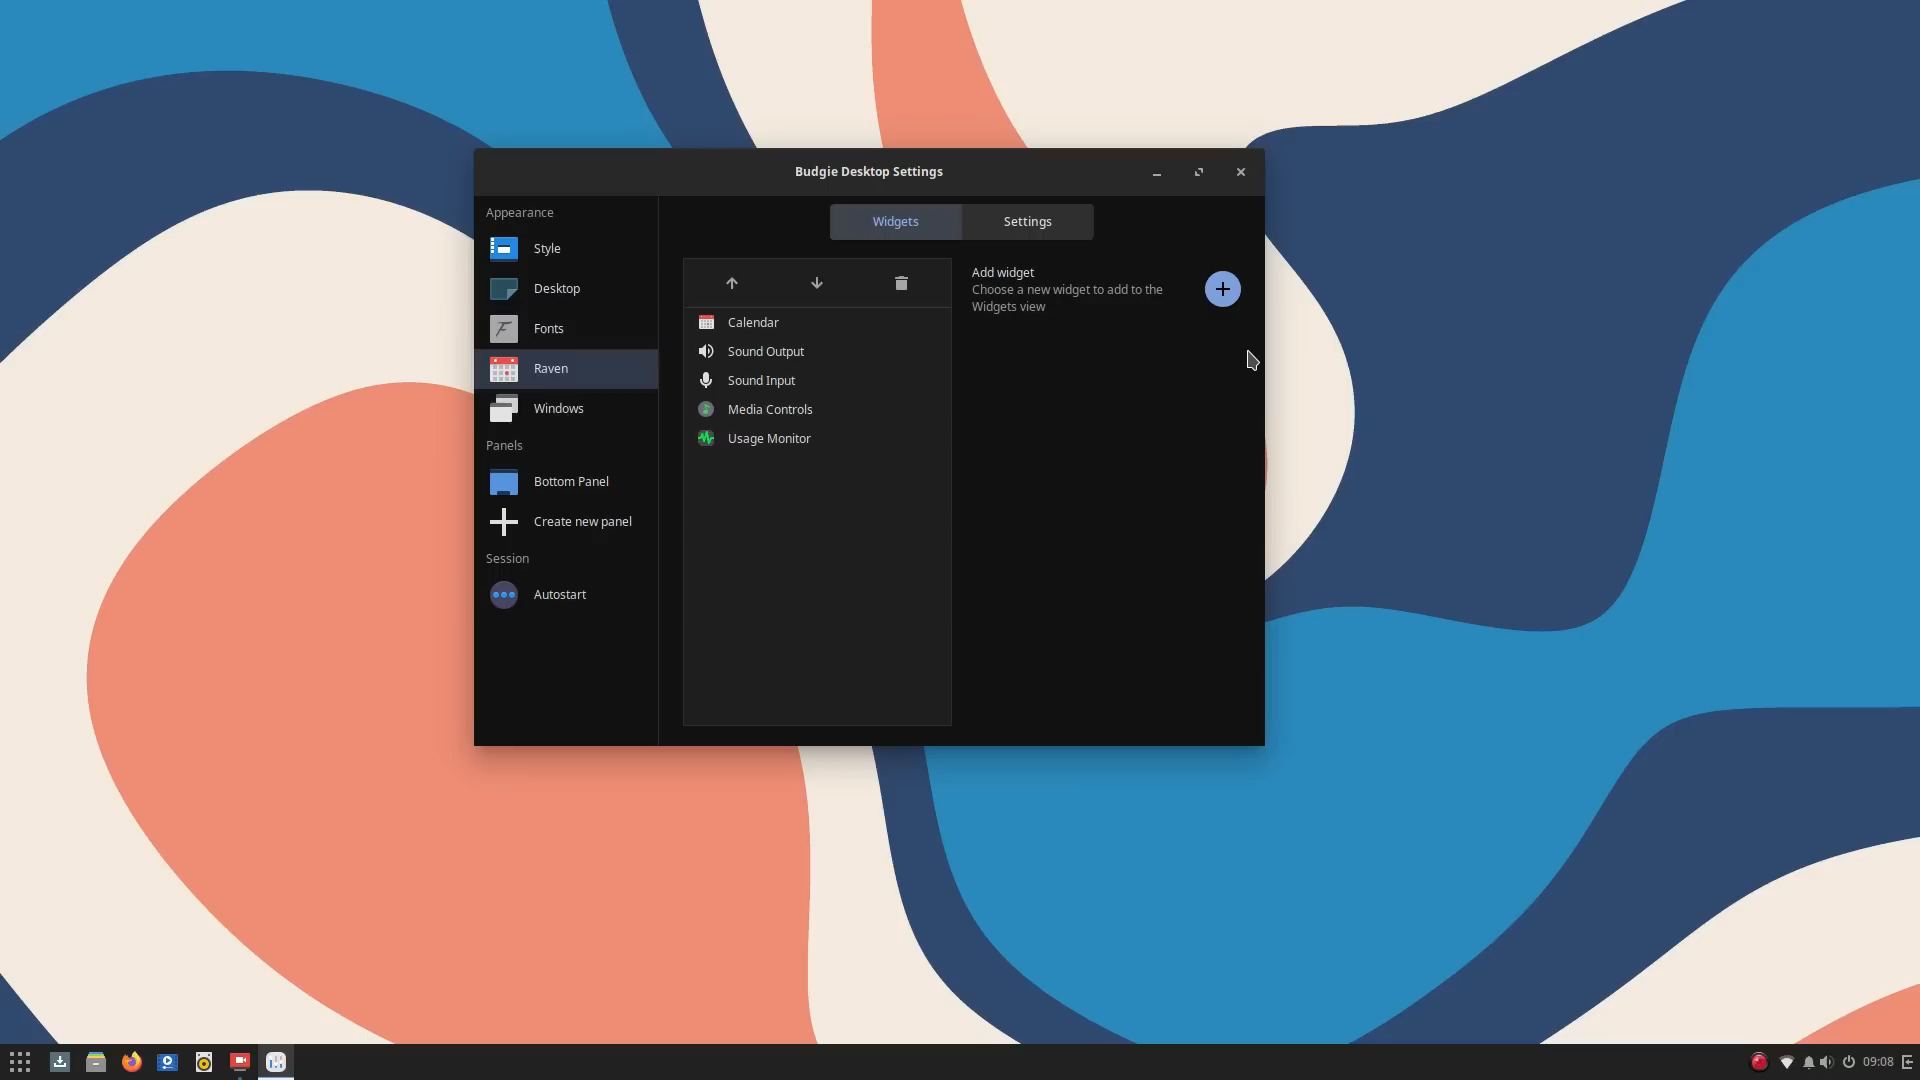 Budgie Desktop Settings
Appearance
Style
Desktop
Fonts
Raven
Windows
Panels
Bottom Panel
Create new panel
Session
Autostart
Widgets
Settings
Calendar
Sound Output
Sound Input
Media Controls
Usage Monitor
Add widget
Choose a new widget to add to the
Widgets view
09:08